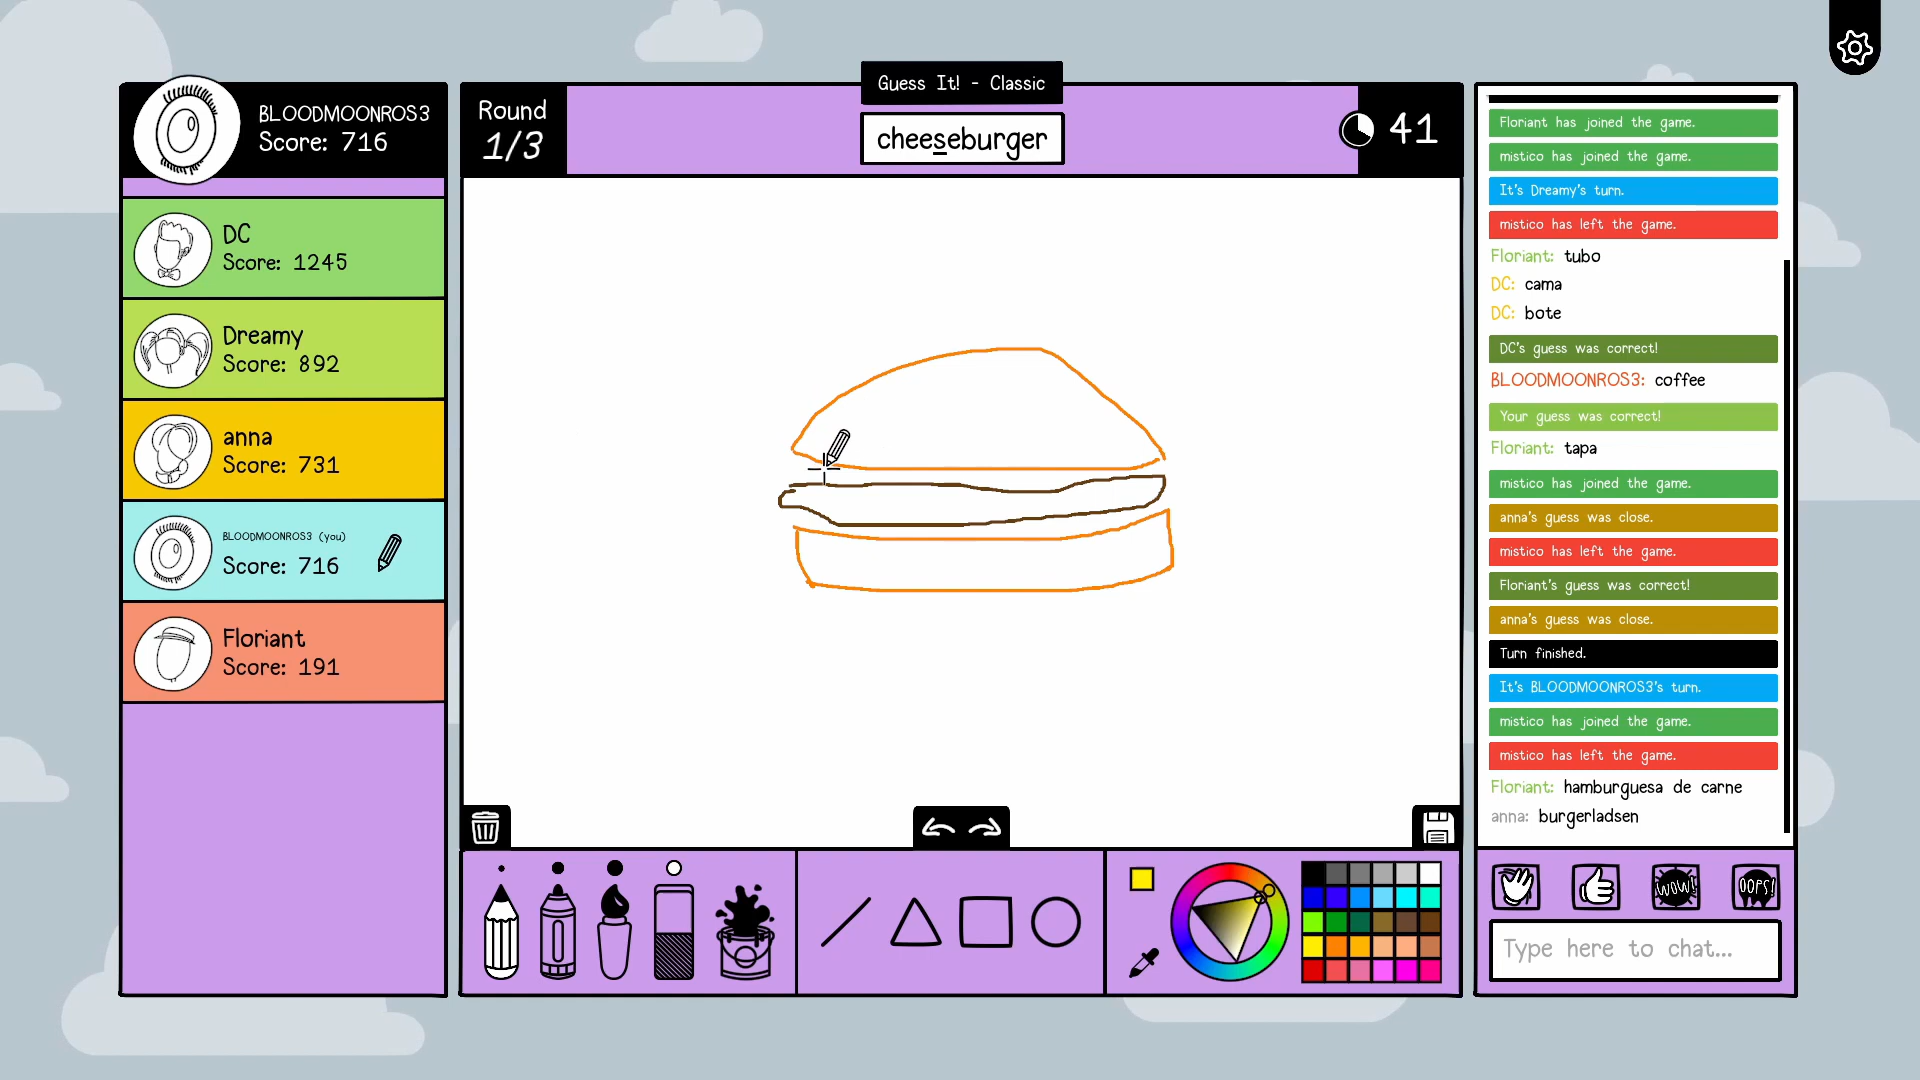 BLOODMOONROS3
Score: 716
DC
Score: 1245
Dreamy
Score: 892
anna
Score: 731
BLOODMOONROS3 (you)
Score: 716
Floriant
Score: 191
Round
1/3
Guess It! - Classic
cheeseburger
41
Floriant has joined the game.
mistico has joined the game.
It's Dreamy's turn.
mistico has left the game.
Floriant: tubo
DC: cama
DC: bote
DC's guess was correct!
BLOODMOONROS3: coffee
Your guess was correct!
Floriant: tapa
mistico has joined the game.
anna's guess was close.
mistico has left the game.
Floriant's guess was correct!
anna's guess was close.
Turn finished.
It's BLOODMOONROS3's turn.
mistico has joined the game.
mistico has left the game.
Floriant: hamburguesa de carne
anna: burgerladsen
WOW!
OOPS!
Type here to chat...